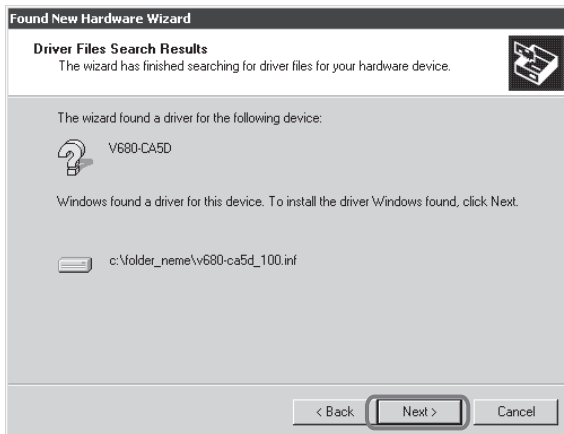 Found New Hardware Wizard
Driver Files Search Results
The wizard has finished searching for driver files for your hardware device.
The wizard found a driver for the following device:
V680-CA5D
Windows found a driver for this device. To install the driver Windows found, click Next.
c:\folder_neme\v680-ca5d_100.inf
< Back Next > Cancel